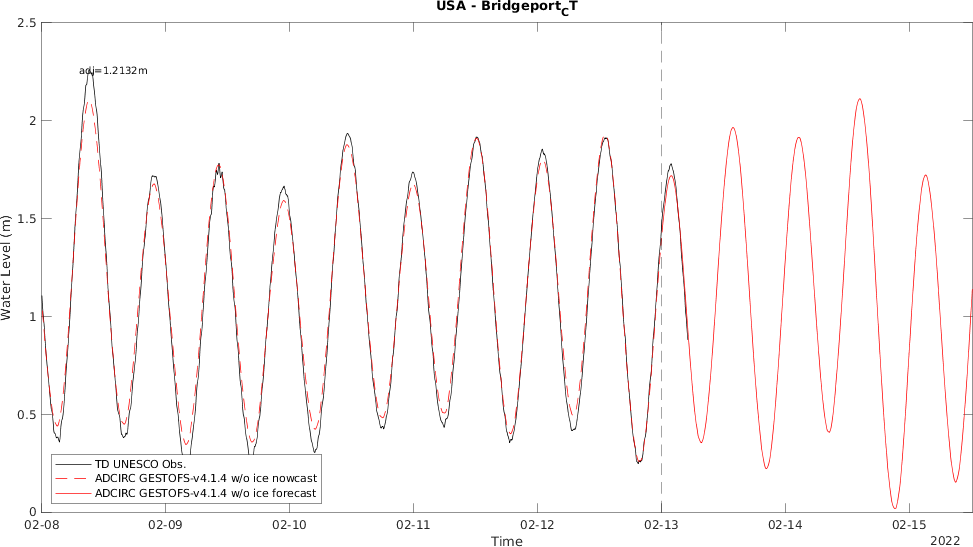 USA - Bridgeport_CT
2.5
adj=1.2132m
2
1.5
1
0.5
0
Water Level (m)
TD UNESCO Obs.
ADCIRC GESTOFS-v4.1.4 w/o ice nowcast
ADCIRC GESTOFS-v4.1.4 w/o ice forecast
02-08 02-09 02-10 02-11 02-12 02-13 02-14 02-15
Time
2022